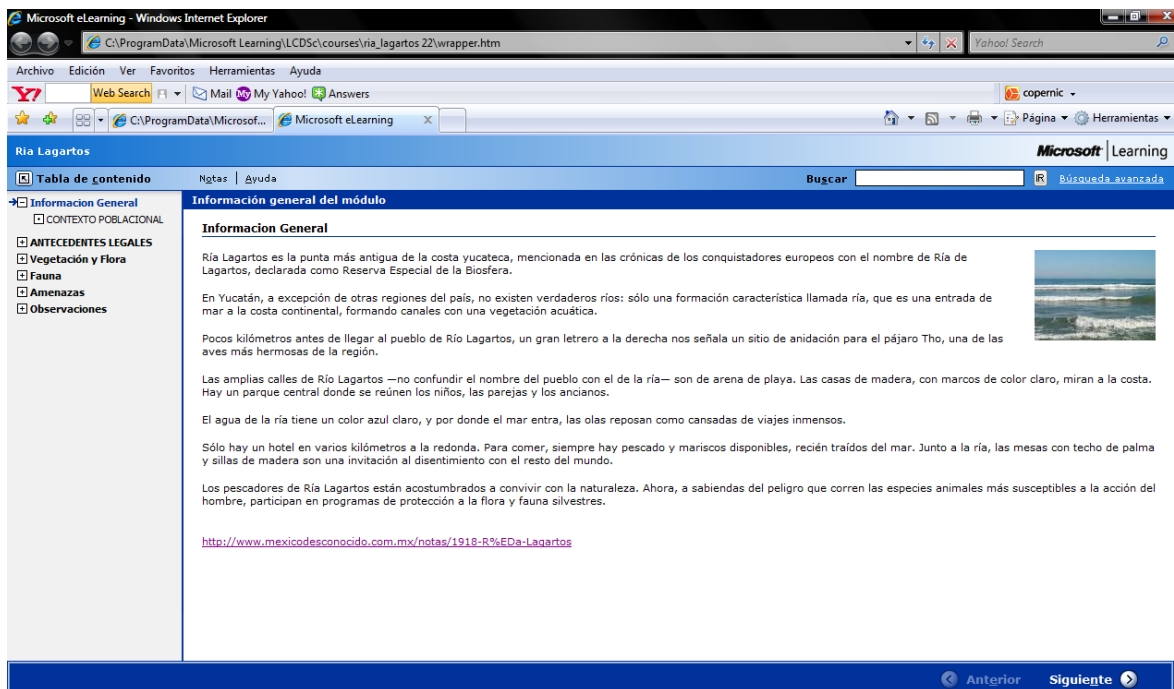 Microsoft eLearning - Windows Internet Explorer
C:\ProgramData\Microsoft Learning\LCDSc\courses\ria_lagartos 22\wrapper.htm
Yahoo! Search
Archivo Edición Ver Favoritos Herramientas Ayuda
Y! Web Search Mail My Yahoo! Answers copernic
C:\ProgramData\Microsof... Microsoft eLearning X Página Herramientas
Ria Lagartos Microsoft Learning
Tabla de contenido Notas Ayuda Buscar IR Búsqueda avanzada
Informacion General
CONTEXTO POBLACIONAL
ANTECEDENTES LEGALES
Vegetación y Flora
Fauna
Amenazas
Observaciones
Información general del módulo
Informacion General
Ría Lagartos es la punta más antigua de la costa yucateca, mencionada en las crónicas de los conquistadores europeos con el nombre de Ría de
Lagartos, declarada como Reserva Especial de la Biosfera.
En Yucatán, a excepción de otras regiones del país, no existen verdaderos ríos: sólo una formación característica llamada ría, que es una entrada de
mar a la costa continental, formando canales con una vegetación acuática.
Pocos kilómetros antes de llegar al pueblo de Río Lagartos, un gran letrero a la derecha nos señala un sitio de anidación para el pájaro Tho, una de las
aves más hermosas de la región.
Las amplias calles de Río Lagartos —no confundir el nombre del pueblo con el de la ría— son de arena de playa. Las casas de madera, con marcos de color claro, miran a la costa.
Hay un parque central donde se reúnen los niños, las parejas y los ancianos.
El agua de la ría tiene un color azul claro, y por donde el mar entra, las olas reposan como cansadas de viajes inmensos.
Sólo hay un hotel en varios kilómetros a la redonda. Para comer, siempre hay pescado y mariscos disponibles, recién traídos del mar. Junto a la ría, las mesas con techo de palma
y sillas de madera son una invitación al disentimiento con el resto del mundo.
Los pescadores de Ría Lagartos están acostumbrados a convivir con la naturaleza. Ahora, a sabiendas del peligro que corren las especies animales más susceptibles a la acción del
hombre, participan en programas de protección a la flora y fauna silvestres.
http://www.mexicodesconocido.com.mx/notas/1918-R%EDa-Lagartos
Anterior Siguiente